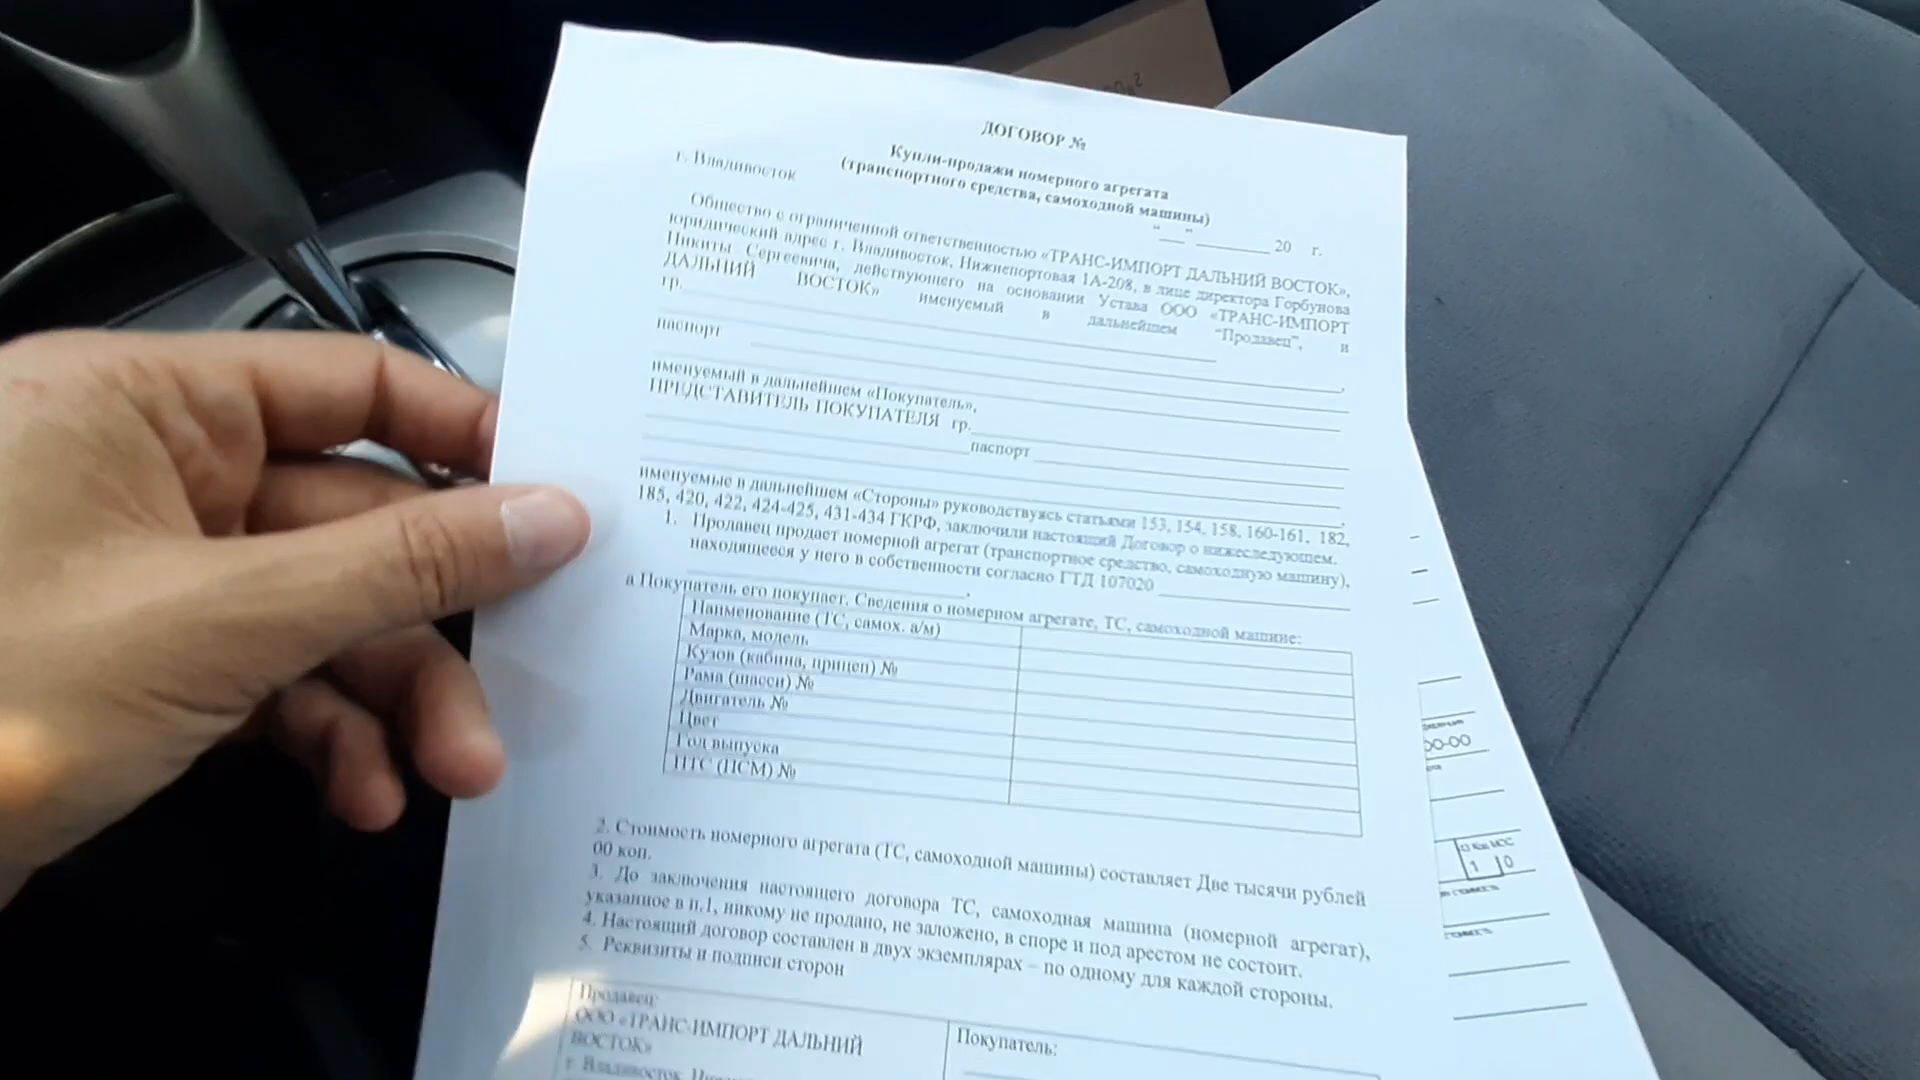 ДОГОВОР №
Купли-продажи номерного агрегата
(транспортного средства, самоходной машины)
г. Владивосток
"__" ________ 20 г.
Общество с ограниченной ответственностью «ТРАНС-ИМПОРТ ДАЛЬНИЙ ВОСТОК»,
юридический адрес г. Владивосток, Нижнепортовая 1А-208, в лице директора Горбунова
Никиты Сергеевича, действующего на основании Устава ООО «ТРАНС-ИМПОРТ
ДАЛЬНИЙ ВОСТОК» именуемый в дальнейшем "Продавец", и
гр.
паспорт
именуемый в дальнейшем «Покупатель»,
ПРЕДСТАВИТЕЛЬ ПОКУПАТЕЛЯ гр.
паспорт
именуемые в дальнейшем «Стороны» руководствуясь статьями 153, 154, 158, 160-161, 182,
185, 420, 422, 424-425, 431-434 ГКРФ, заключили настоящий Договор о нижеследующем.
1. Продавец продает номерной агрегат (транспортное средство, самоходную машину),
находящееся у него в собственности согласно ГТД 107020
а Покупатель его покупает. Сведения о номерном агрегате, ТС, самоходной машине:
Наименование (ТС, самох. а/м)
Марка, модель
Кузов (кабина, прицеп) №
Рама (шасси) №
Двигатель №
Цвет
Год выпуска
ПТС (ПСМ) №
2. Стоимость номерного агрегата (ТС, самоходной машины) составляет Две тысячи рублей
00 коп.
3. До заключения настоящего договора ТС, самоходная машина (номерной агрегат),
указанное в п.1, никому не продано, не заложено, в споре и под арестом не состоит.
4. Настоящий договор составлен в двух экземплярах – по одному для каждой стороны.
5. Реквизиты и подписи сторон
Продавец:
ООО «ТРАНС-ИМПОРТ ДАЛЬНИЙ
ВОСТОК»
г. Владивосток,
Покупатель:
00-00
1 0